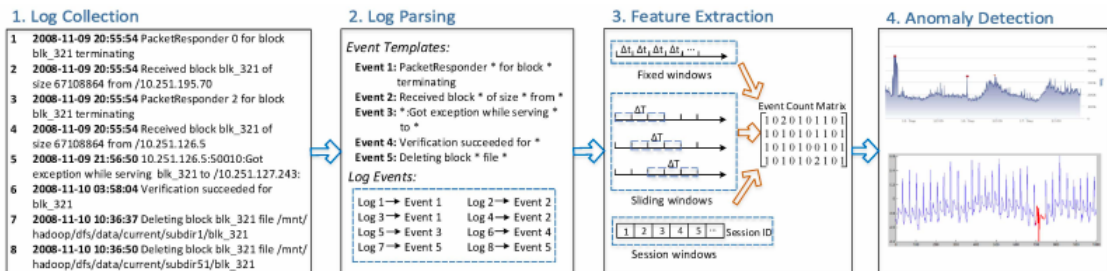 1. Log Collection
1 2008-11-09 20:55:54 PacketResponder 0 for block
blk_321 terminating
2 2008-11-09 20:55:54 Received block blk_321 of
size 67108864 from /10.251.195.70
3 2008-11-09 20:55:54 PacketResponder 2 for block
blk_321 terminating
4 2008-11-09 20:55:54 Received block blk_321 of
size 67108864 from /10.251.126.5
5 2008-11-09 21:56:50 10.251.126.5:50010:Got
exception while serving blk_321 to /10.251.127.243:
6 2008-11-10 03:58:04 Verification succeeded for
blk_321
7 2008-11-10 10:36:37 Deleting block blk_321 file /mnt/
hadoop/dfs/data/current/subdir1/blk_321
8 2008-11-10 10:36:50 Deleting block blk_321 file /mnt/
hadoop/dfs/data/current/subdir51/blk_321
2. Log Parsing
Event Templates:
Event 1: PacketResponder * for block *
terminating
Event 2: Received block * of size * from *
Event 3: *:Got exception while serving *
to *
Event 4: Verification succeeded for *
Event 5: Deleting block * file *
Log Events:
Log 1 → Event 1 Log 2 → Event 2
Log 3 → Event 1 Log 4 → Event 2
Log 5 → Event 3 Log 6 → Event 4
Log 7 → Event 5 Log 8 → Event 5
3. Feature Extraction
Δt Δt Δt Δt ...
Fixed windows
ΔT
ΔT
ΔT
Sliding windows
1 2 3 4 5 ... Session ID
Session windows
Event Count Matrix
1 0 2 0 1 0 1 1 0 1
0 1 0 1 0 1 1 0 1 0
1 0 0 1 0 1 1 1 0 1
0 1 0 1 0 1 0 2 1 0
4. Anomaly Detection